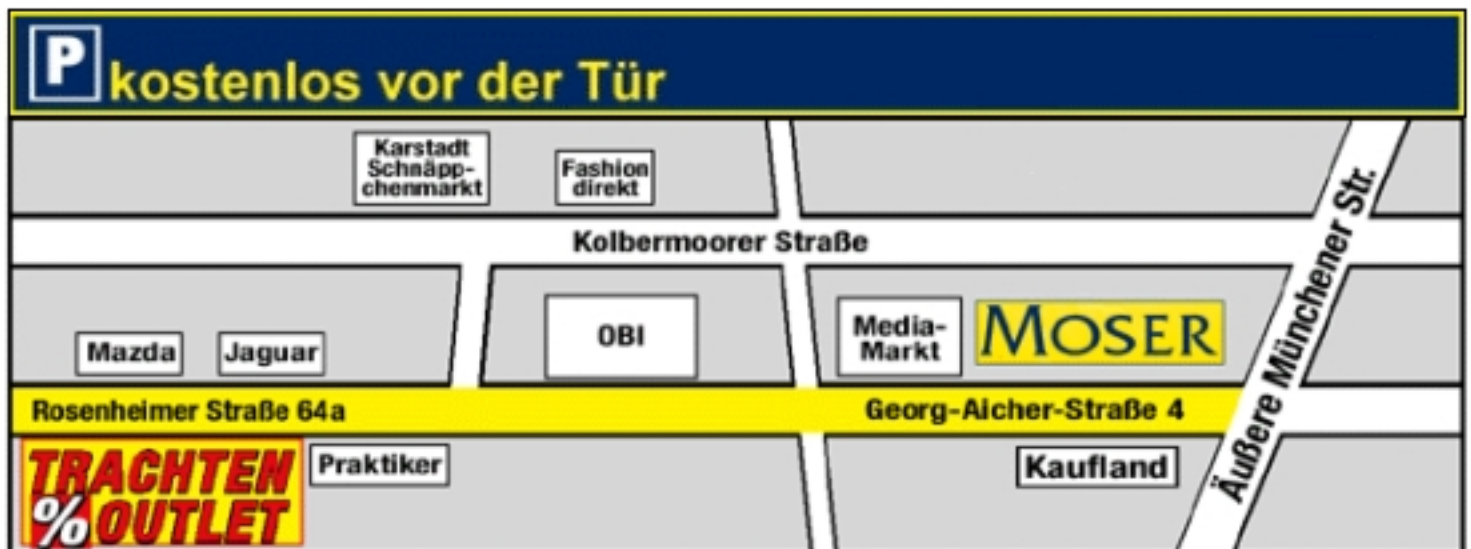 P kostenlos vor der Tür
Karstadt
Schnäpp-
chenmarkt
Fashion
direkt
Kolbermoorer Straße
Äußere Münchener Str.
Mazda
Jaguar
OBI
Media-
Markt
MOSER
Rosenheimer Straße 64a
Georg-Aicher-Straße 4
TRACHTEN
% OUTLET
Praktiker
Kaufland